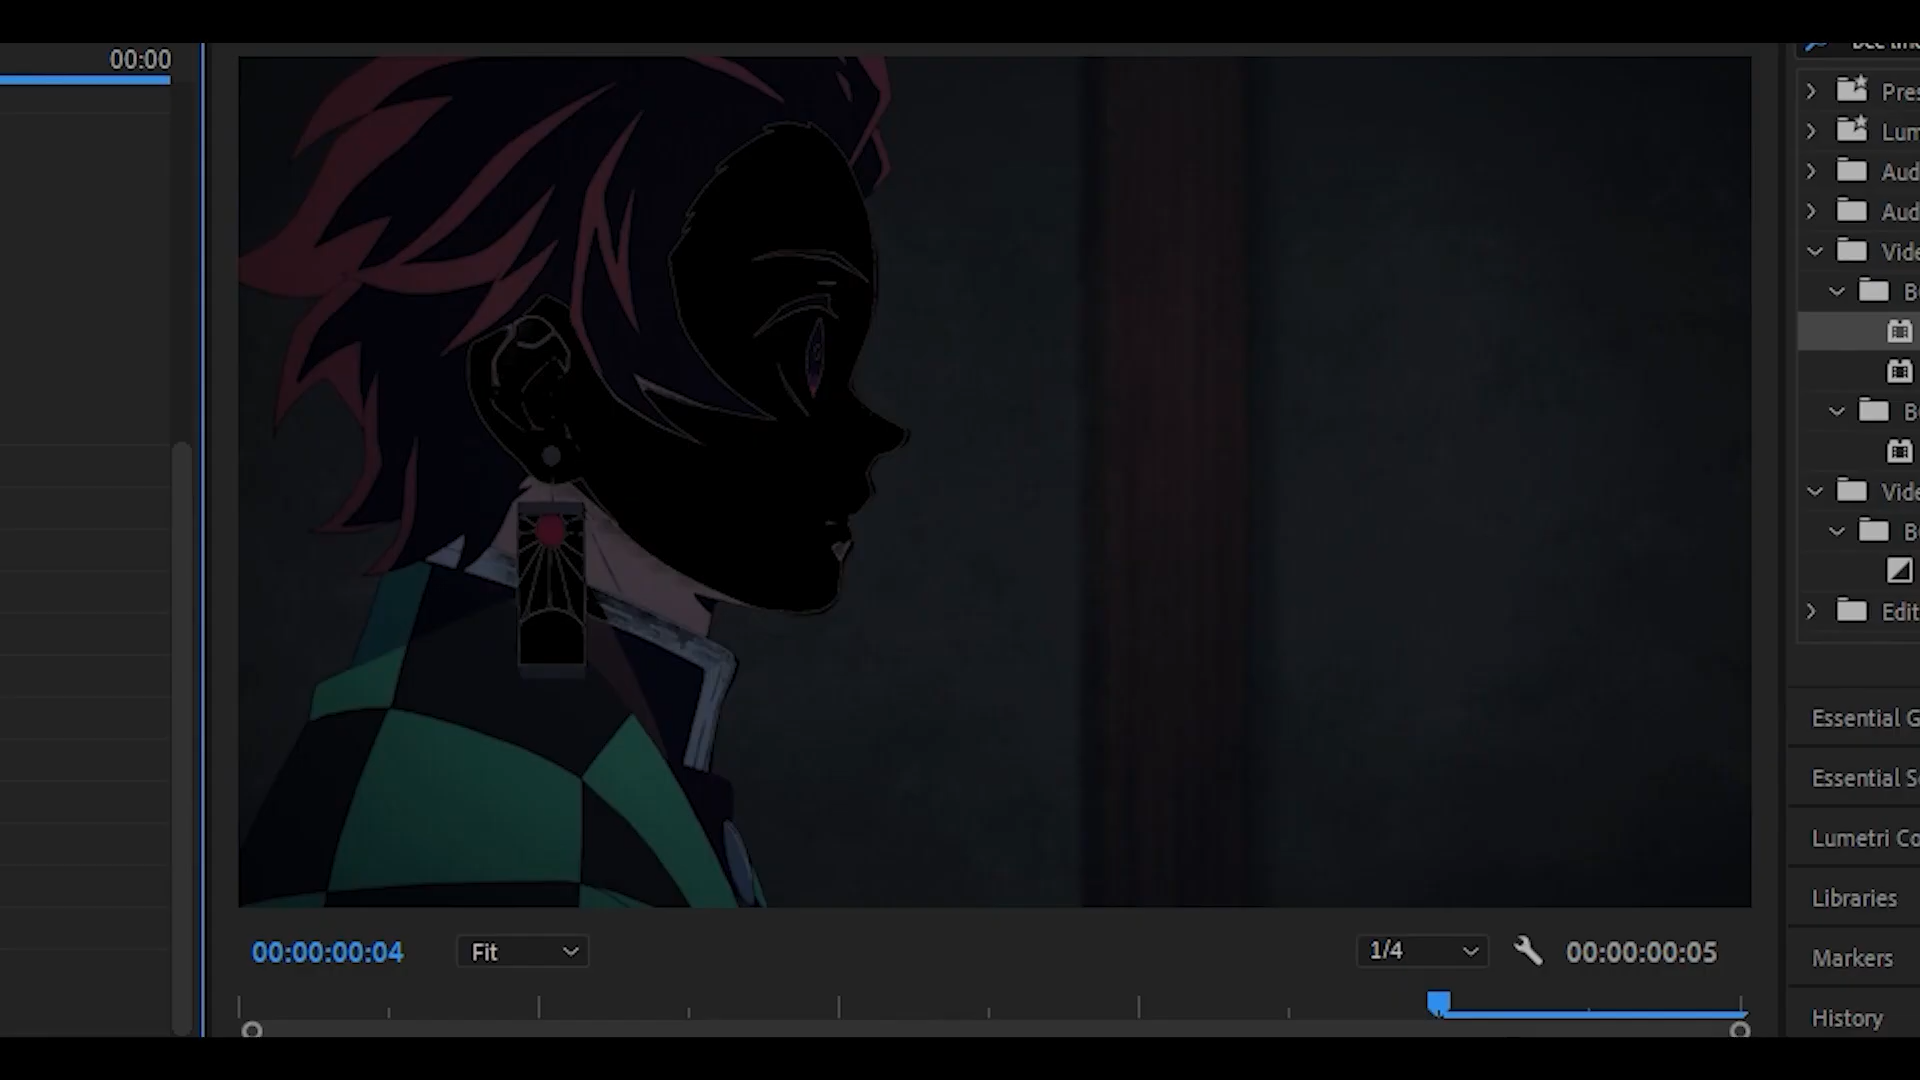 00:00
Pres
Lum
Aud
Aud
Vide
B
B
Vide
B
Edit
Essential G
Essential S
Lumetri Co
Libraries
Markers
History
00:00:00:04
Fit
1/4
00:00:00:05